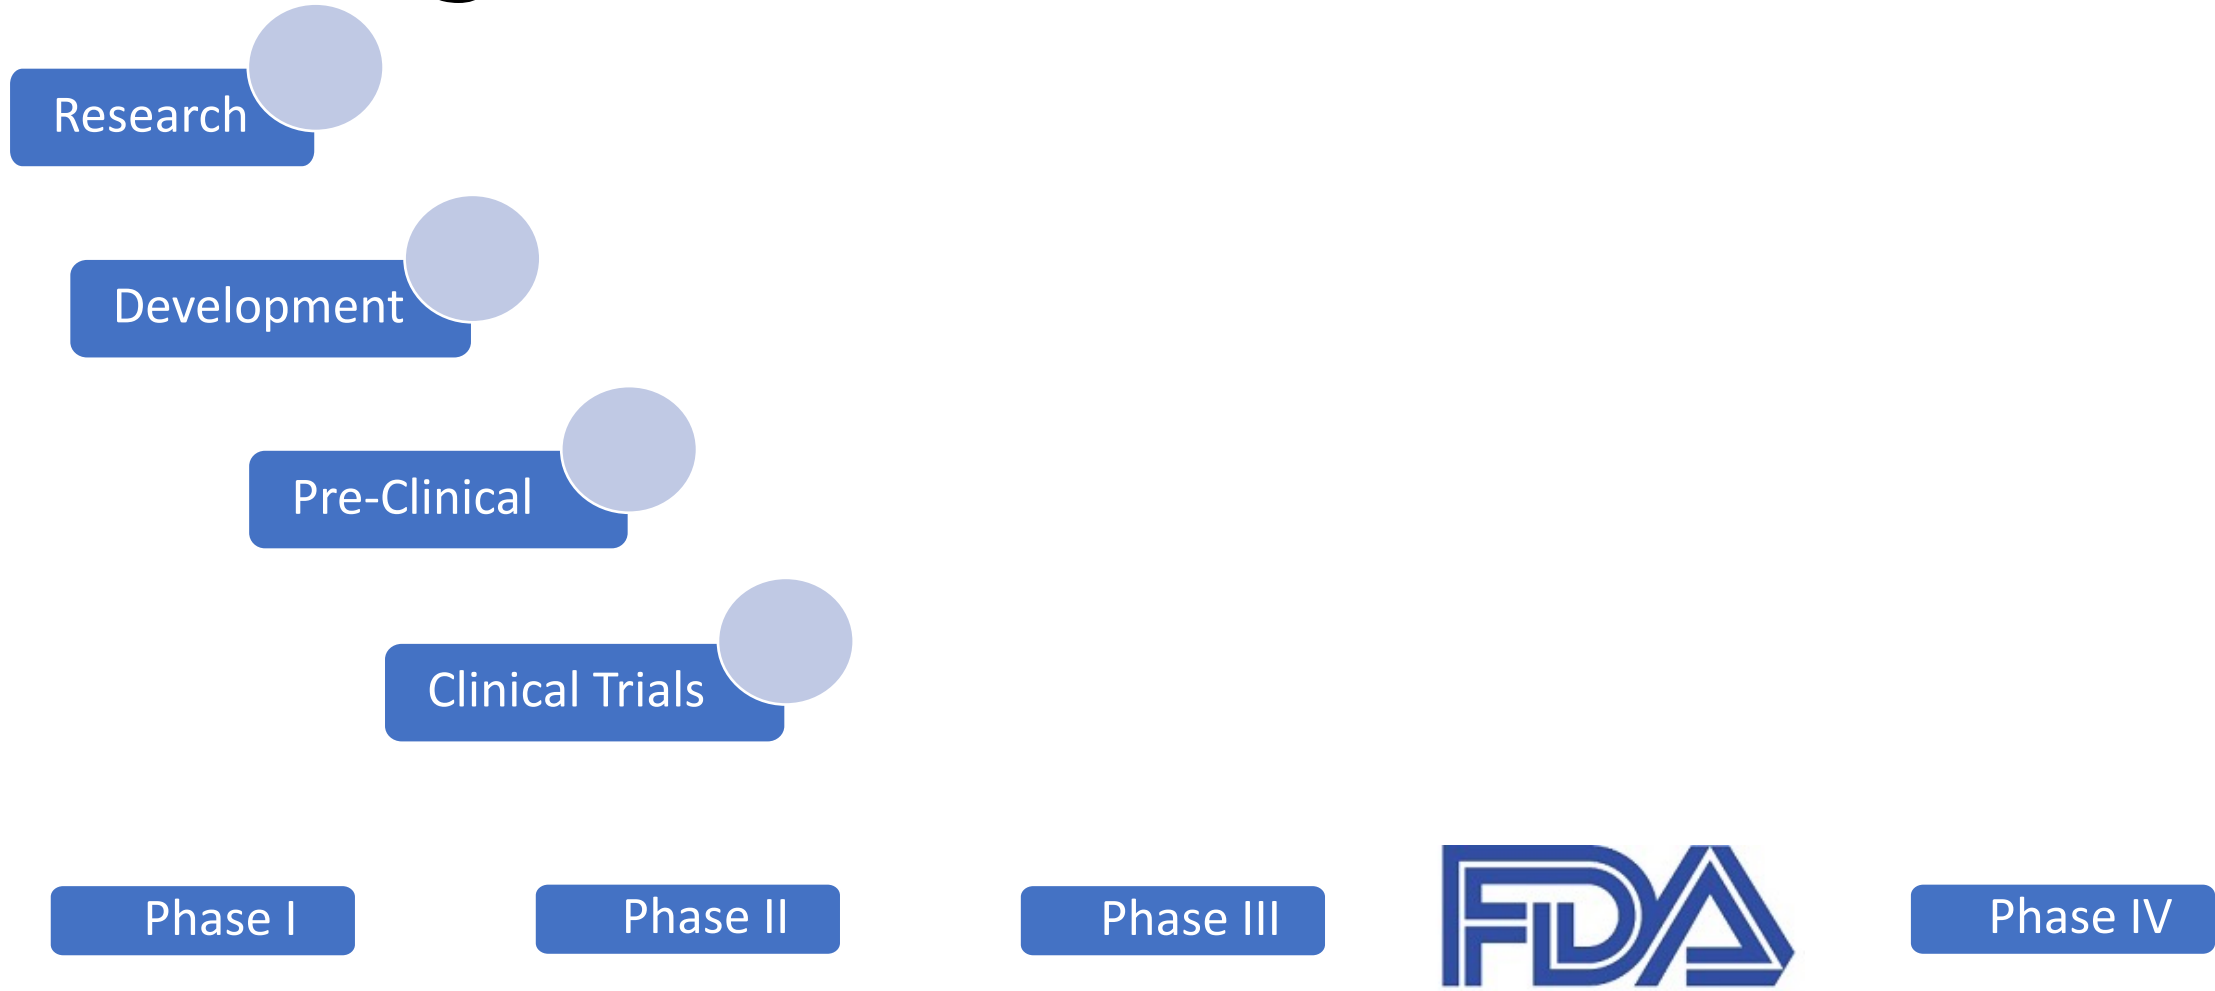 Research
Development
Pre-Clinical
Clinical Trials
Phase I
Phase II
Phase III
FDA
Phase IV